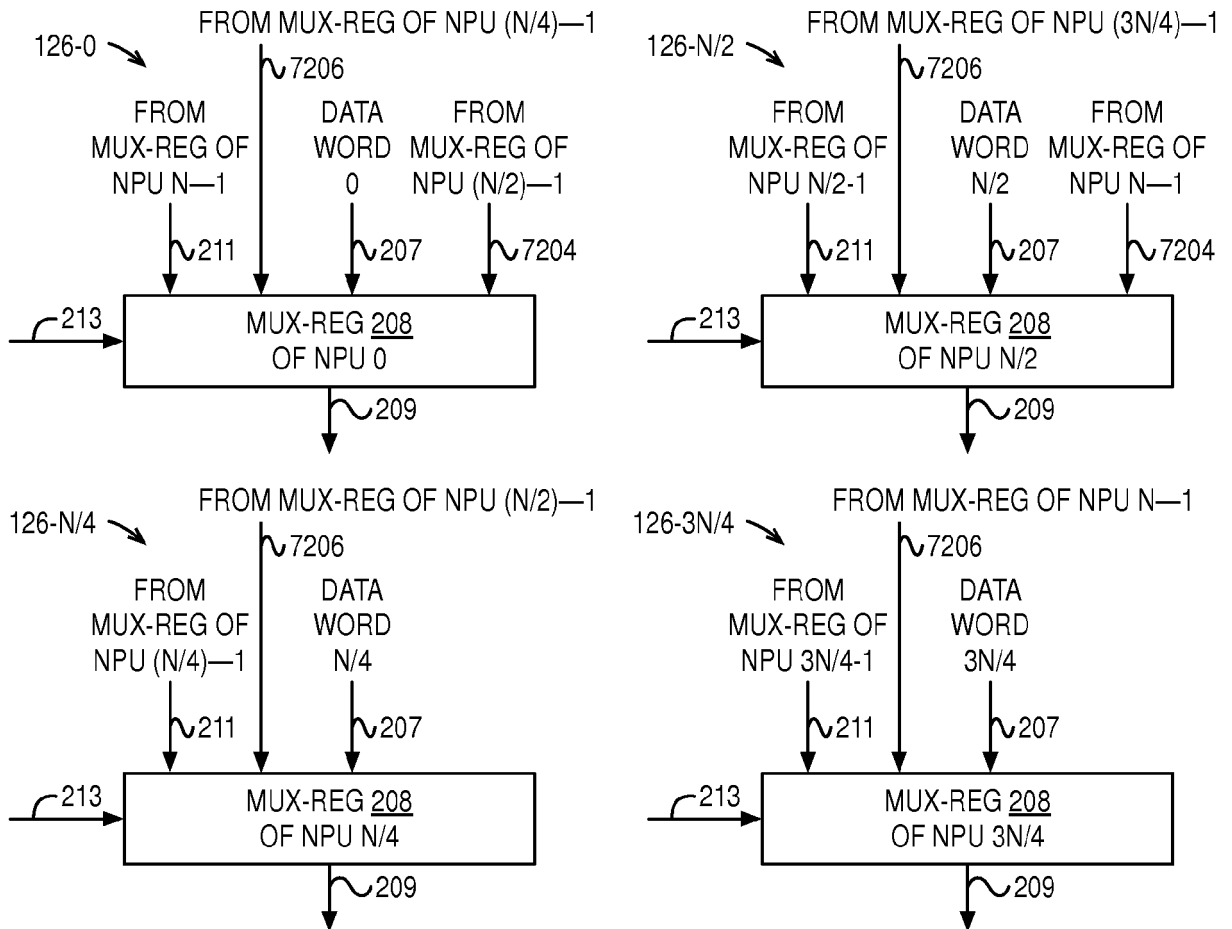 FROM MUX-REG OF NPU (N/4)—1
126-0
7206
FROM
MUX-REG OF
NPU N—1
DATA
WORD
0
FROM
MUX-REG OF
NPU (N/2)—1
211
207
7204
213
MUX-REG 208
OF NPU 0
209
FROM MUX-REG OF NPU (3N/4)—1
126-N/2
7206
FROM
MUX-REG OF
NPU N/2-1
DATA
WORD
N/2
FROM
MUX-REG OF
NPU N—1
211
207
7204
213
MUX-REG 208
OF NPU N/2
209
FROM MUX-REG OF NPU (N/2)—1
126-N/4
7206
FROM
MUX-REG OF
NPU (N/4)—1
DATA
WORD
N/4
211
207
213
MUX-REG 208
OF NPU N/4
209
FROM MUX-REG OF NPU N—1
126-3N/4
7206
FROM
MUX-REG OF
NPU 3N/4-1
DATA
WORD
3N/4
211
207
213
MUX-REG 208
OF NPU 3N/4
209